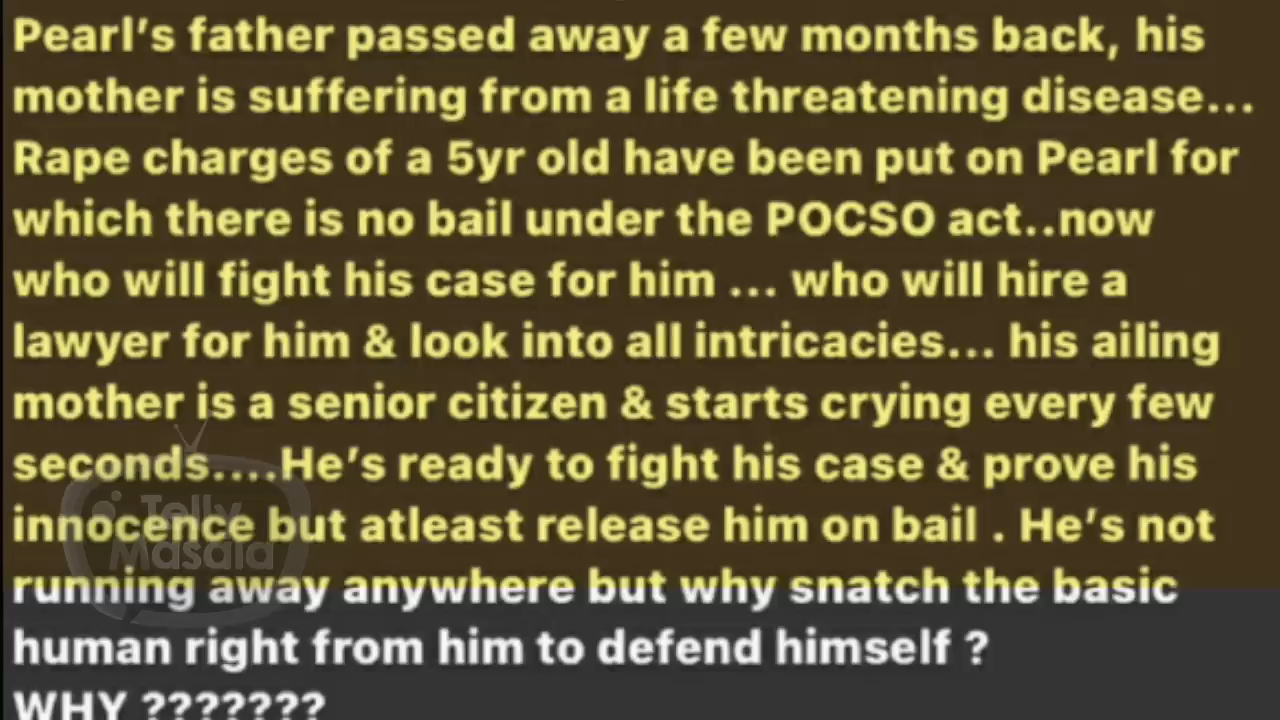 Pearl's father passed away a few months back, his
mother is suffering from a life threatening disease...
Rape charges of a 5yr old have been put on Pearl for
which there is no bail under the POCSO act..now
who will fight his case for him ... who will hire a
lawyer for him & look into all intricacies... his ailing
mother is a senior citizen & starts crying every few
seconds....He's ready to fight his case & prove his
innocence but atleast release him on bail . He's not
running away anywhere but why snatch the basic
human right from him to defend himself ?
WHY ???????
Telly
Masala